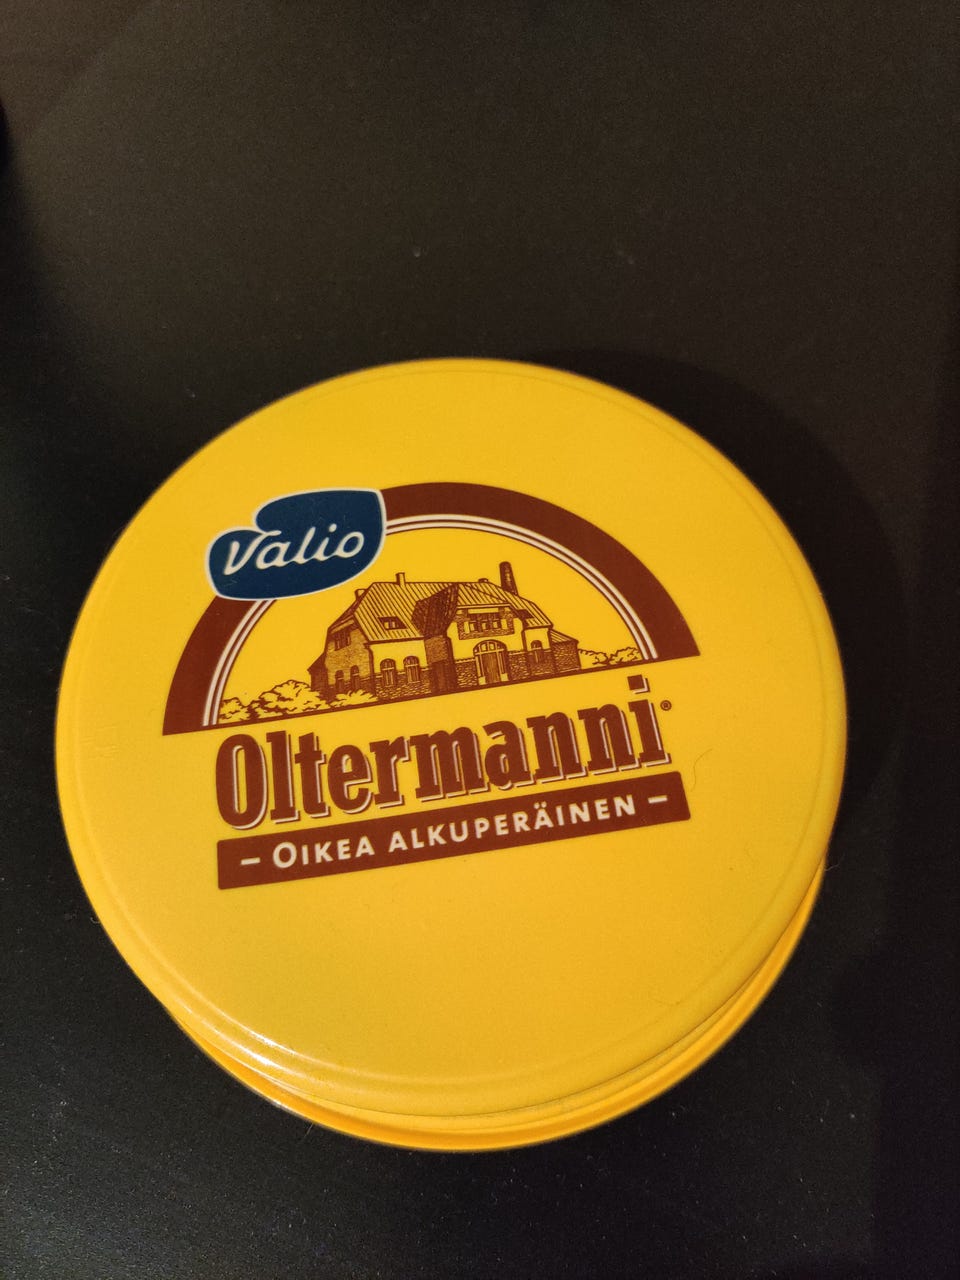 Valio
Oltermanni®
– OIKEA ALKUPERÄINEN –